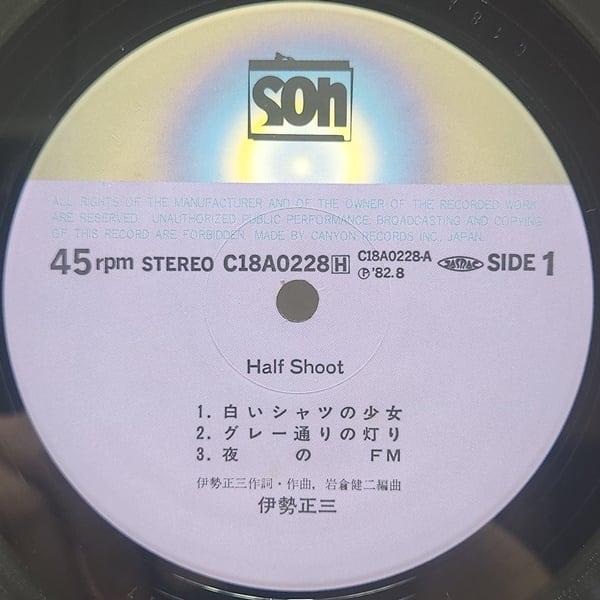 son
ALL RIGHTS OF THE MANUFACTURER AND OF THE OWNER OF THE RECORDED WORK
ARE RESERVED. UNAUTHORIZED PUBLIC PERFORMANCE, BROADCASTING AND COPYING
OF THIS RECORD ARE FORBIDDEN. MADE BY CANYON RECORDS INC., JAPAN.
45 rpm STEREO C18A0228 H C18A0228-A JASRAC SIDE 1
Ⓟ'82.8
Half Shoot
1. 白いシャツの少女
2. グレー通りの灯り
3. 夜のFM
伊勢正三作詞・作曲, 岩倉健二編曲
伊勢正三